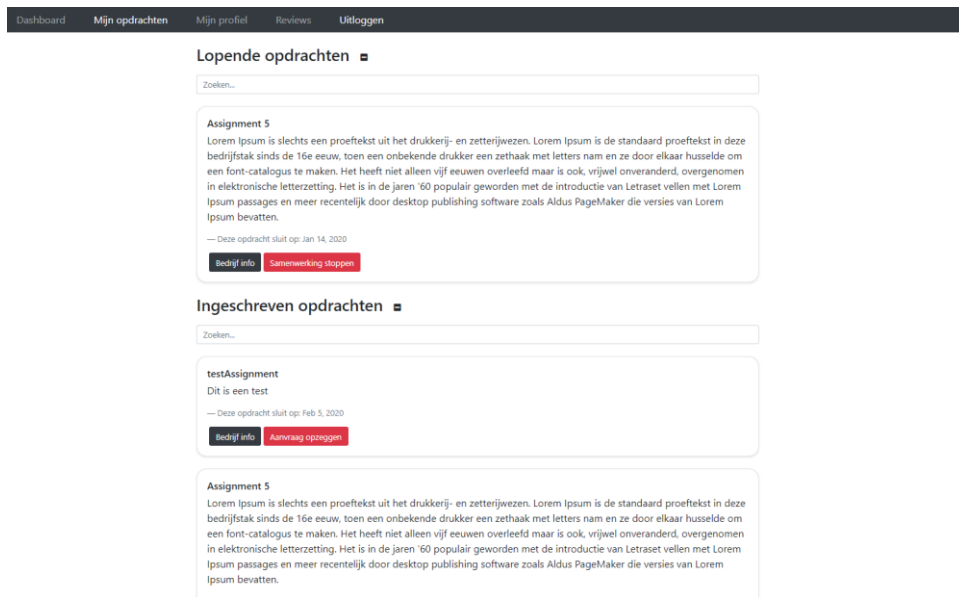 Dashboard Mijn opdrachten Mijn profiel Reviews Uitloggen
Lopende opdrachten
Zoeken...
Assignment 5
Lorem Ipsum is slechts een proeftekst uit het drukkerij- en zetterijwezen. Lorem Ipsum is de standaard proeftekst in deze
bedrijfstak sinds de 16e eeuw, toen een onbekende drukker een zethaak met letters nam en ze door elkaar husselde om
een font-catalogus te maken. Het heeft niet alleen vijf eeuwen overleefd maar is ook, vrijwel onveranderd, overgenomen
in elektronische letterzetting. Het is in de jaren '60 populair geworden met de introductie van Letraset vellen met Lorem
Ipsum passages en meer recentelijk door desktop publishing software zoals Aldus PageMaker die versies van Lorem
Ipsum bevatten.
— Deze opdracht sluit op: Jan 14, 2020
Bedrijf info Samenwerking stoppen
Ingeschreven opdrachten
Zoeken...
testAssignment
Dit is een test
— Deze opdracht sluit op: Feb 5, 2020
Bedrijf info Aanvraag opzeggen
Assignment 5
Lorem Ipsum is slechts een proeftekst uit het drukkerij- en zetterijwezen. Lorem Ipsum is de standaard proeftekst in deze
bedrijfstak sinds de 16e eeuw, toen een onbekende drukker een zethaak met letters nam en ze door elkaar husselde om
een font-catalogus te maken. Het heeft niet alleen vijf eeuwen overleefd maar is ook, vrijwel onveranderd, overgenomen
in elektronische letterzetting. Het is in de jaren '60 populair geworden met de introductie van Letraset vellen met Lorem
Ipsum passages en meer recentelijk door desktop publishing software zoals Aldus PageMaker die versies van Lorem
Ipsum bevatten.